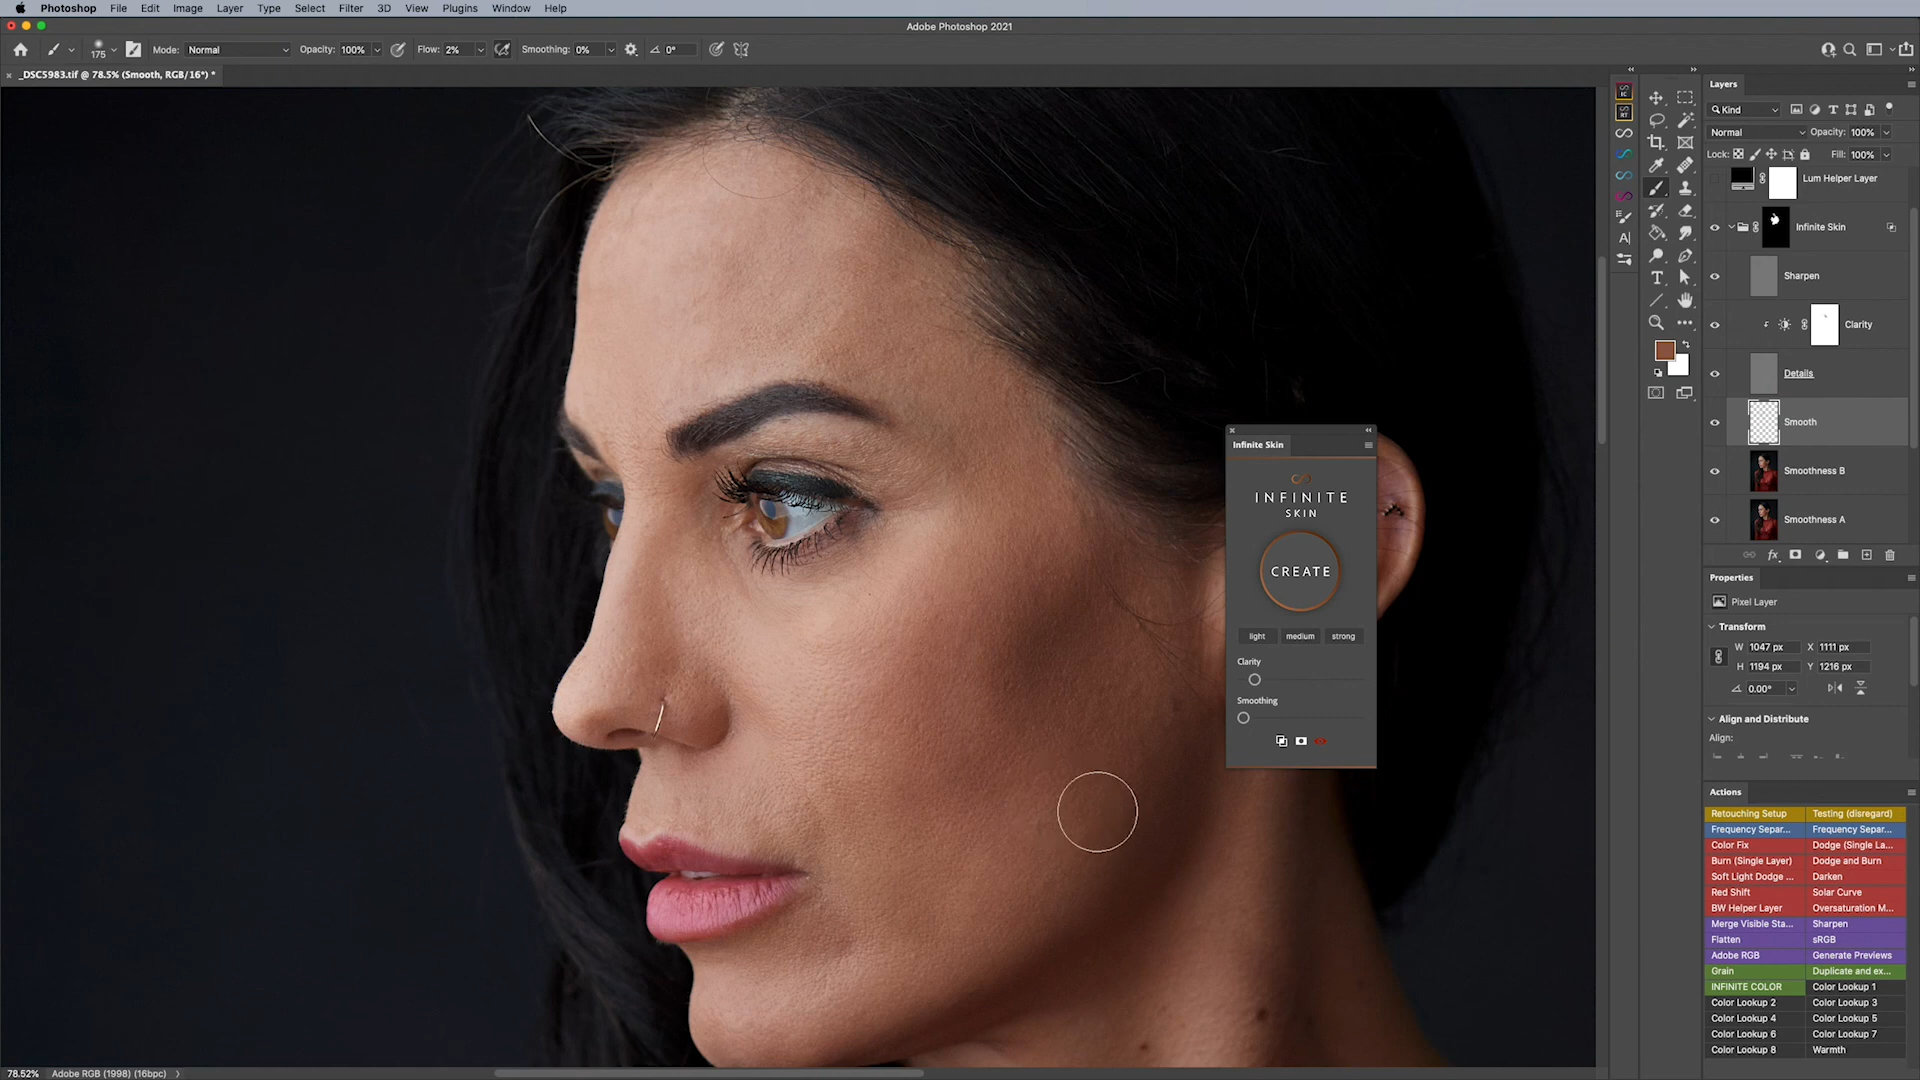 Photoshop File Edit Image Layer Type Select Filter 3D View Plugins Window Help
Adobe Photoshop 2021
175 Mode: Normal Opacity: 100% Flow: 2% Smoothing: 0% 0°
_DSC5983.tif @ 78.5% (Smooth, RGB/16*) *
Layers
Kind
Normal Opacity: 100%
Lock: Fill: 100%
Lum Helper Layer
Infinite Skin
Sharpen
Clarity
Details
Smooth
Smoothness B
Smoothness A
Infinite Skin
INFINITE
SKIN
CREATE
light medium strong
Clarity
Smoothing
Properties
Pixel Layer
Transform
W 1047 px X 1111 px
H 1194 px Y 1216 px
0.00°
Align and Distribute
Align:
Actions
Retouching Setup Testing (disregard)
Frequency Separ... Frequency Separ...
Color Fix Dodge (Single La...
Burn (Single Layer) Dodge and Burn
Soft Light Dodge ... Darken
Red Shift Solar Curve
BW Helper Layer Oversaturation M...
Merge Visible Sta... Sharpen
Flatten sRGB
Adobe RGB Generate Previews
Grain Duplicate and ex...
INFINITE COLOR Color Lookup 1
Color Lookup 2 Color Lookup 3
Color Lookup 4 Color Lookup 5
Color Lookup 6 Color Lookup 7
Color Lookup 8 Warmth
78.52% Adobe RGB (1998) (16bpc)